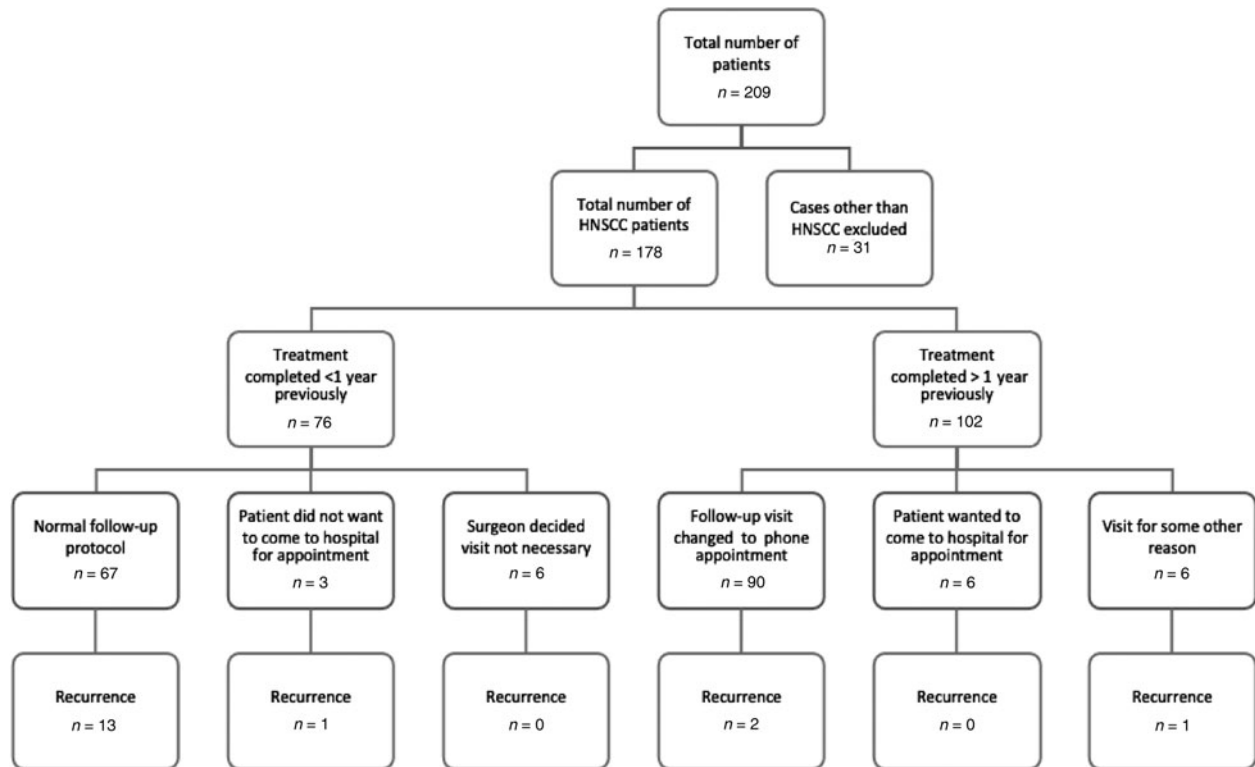 Total number of
patients
n = 209
Total number of
HNSCC patients
n = 178
Cases other than
HNSCC excluded
n = 31
Treatment
completed <1 year
previously
n = 76
Treatment
completed > 1 year
previously
n = 102
Normal follow-up
protocol
n = 67
Patient did not want
to come to hospital
for appointment
n = 3
Surgeon decided
visit not necessary
n = 6
Follow-up visit
changed to phone
appointment
n = 90
Patient wanted to
come to hospital for
appointment
n = 6
Visit for some other
reason
n = 6
Recurrence
n = 13
Recurrence
n = 1
Recurrence
n = 0
Recurrence
n = 2
Recurrence
n = 0
Recurrence
n = 1